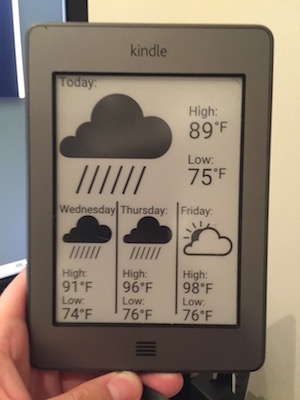 kindle
Today:
High:
89°F
Low:
75°F
Wednesday
High:
91°F
Low:
74°F
Thursday:
High:
96°F
Low:
76°F
Friday:
High:
98°F
Low:
76°F